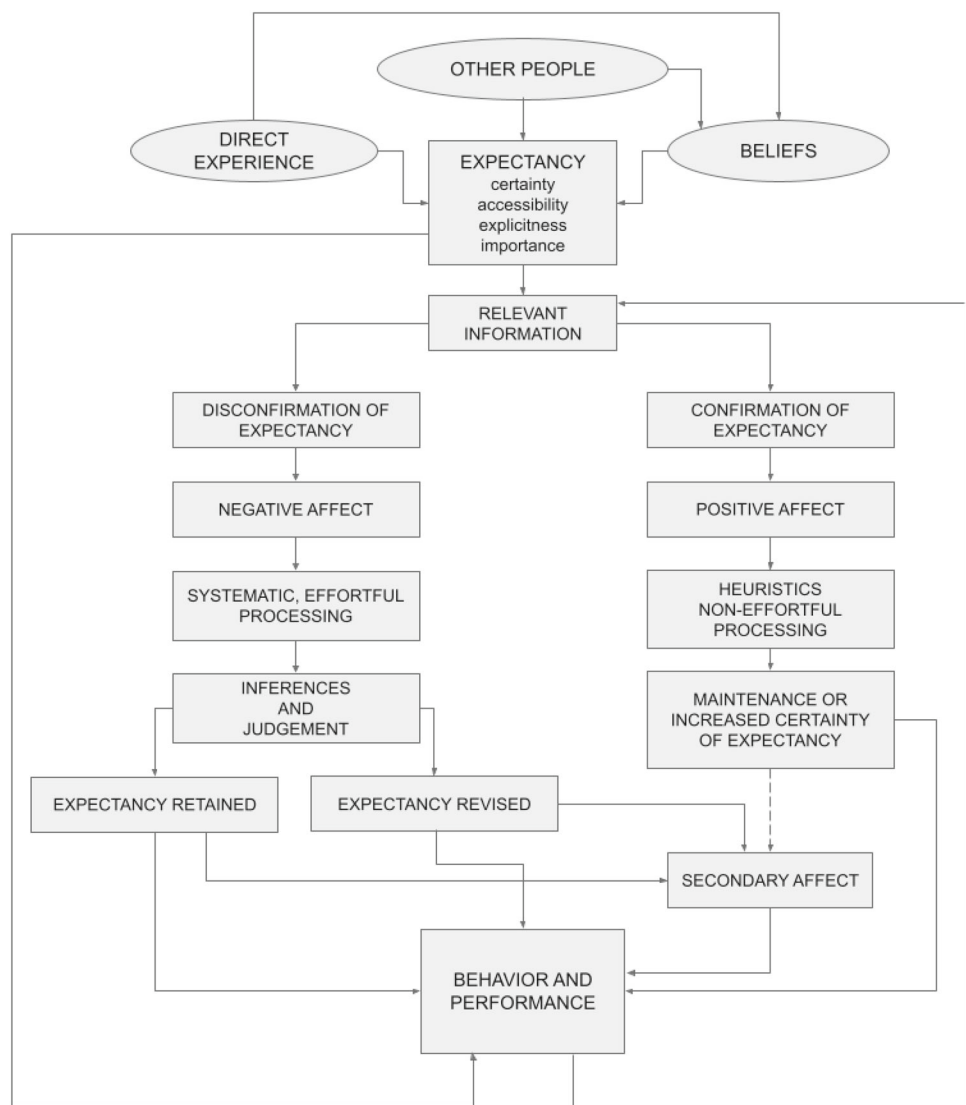 OTHER PEOPLE
DIRECT
EXPERIENCE
BELIEFS
EXPECTANCY
certainty
accessibility
explicitness
importance
RELEVANT
INFORMATION
DISCONFIRMATION OF
EXPECTANCY
CONFIRMATION OF
EXPECTANCY
NEGATIVE AFFECT
POSITIVE AFFECT
SYSTEMATIC, EFFORTFUL
PROCESSING
HEURISTICS
NON-EFFORTFUL
PROCESSING
INFERENCES
AND
JUDGEMENT
MAINTENANCE OR
INCREASED CERTAINTY
OF EXPECTANCY
EXPECTANCY RETAINED
EXPECTANCY REVISED
SECONDARY AFFECT
BEHAVIOR AND
PERFORMANCE